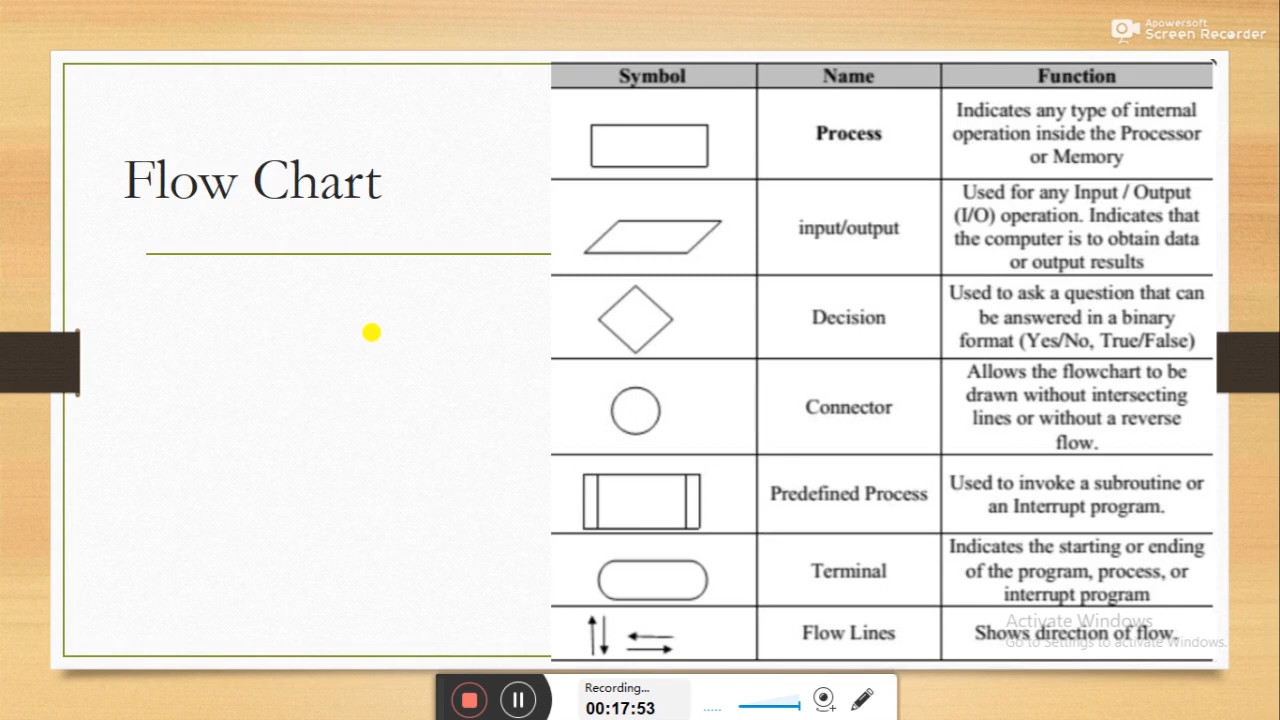 Apowersoft
Screen Recorder
Flow Chart
Symbol Name Function
Process
Indicates any type of internal
operation inside the Processor
or Memory
input/output
Used for any Input / Output
(I/O) operation. Indicates that
the computer is to obtain data
or output results
Decision
Used to ask a question that can
be answered in a binary
format (Yes/No, True/False)
Connector
Allows the flowchart to be
drawn without intersecting
lines or without a reverse
flow.
Predefined Process
Used to invoke a subroutine or
an Interrupt program.
Terminal
Indicates the starting or ending
of the program, process, or
interrupt program
Flow Lines
Shows direction of flow.
Activate Windows
Go to Settings to activate Windows.
Recording...
00:17:53